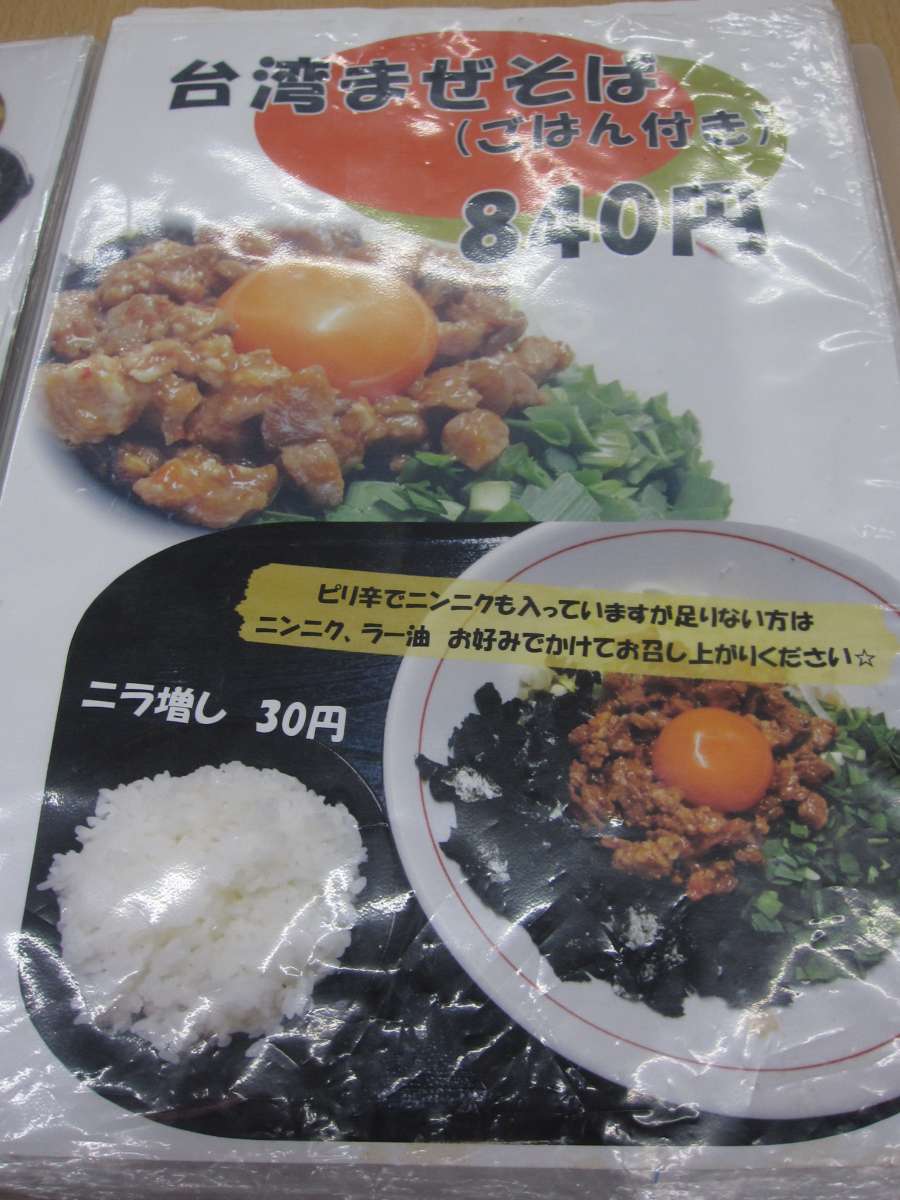 台湾まぜそば
(ごはん付き)
840円
ピリ辛でニンニクも入っていますが足りない方は
ニンニク、ラー油 お好みでかけてお召し上がりください☆
ニラ増し 30円